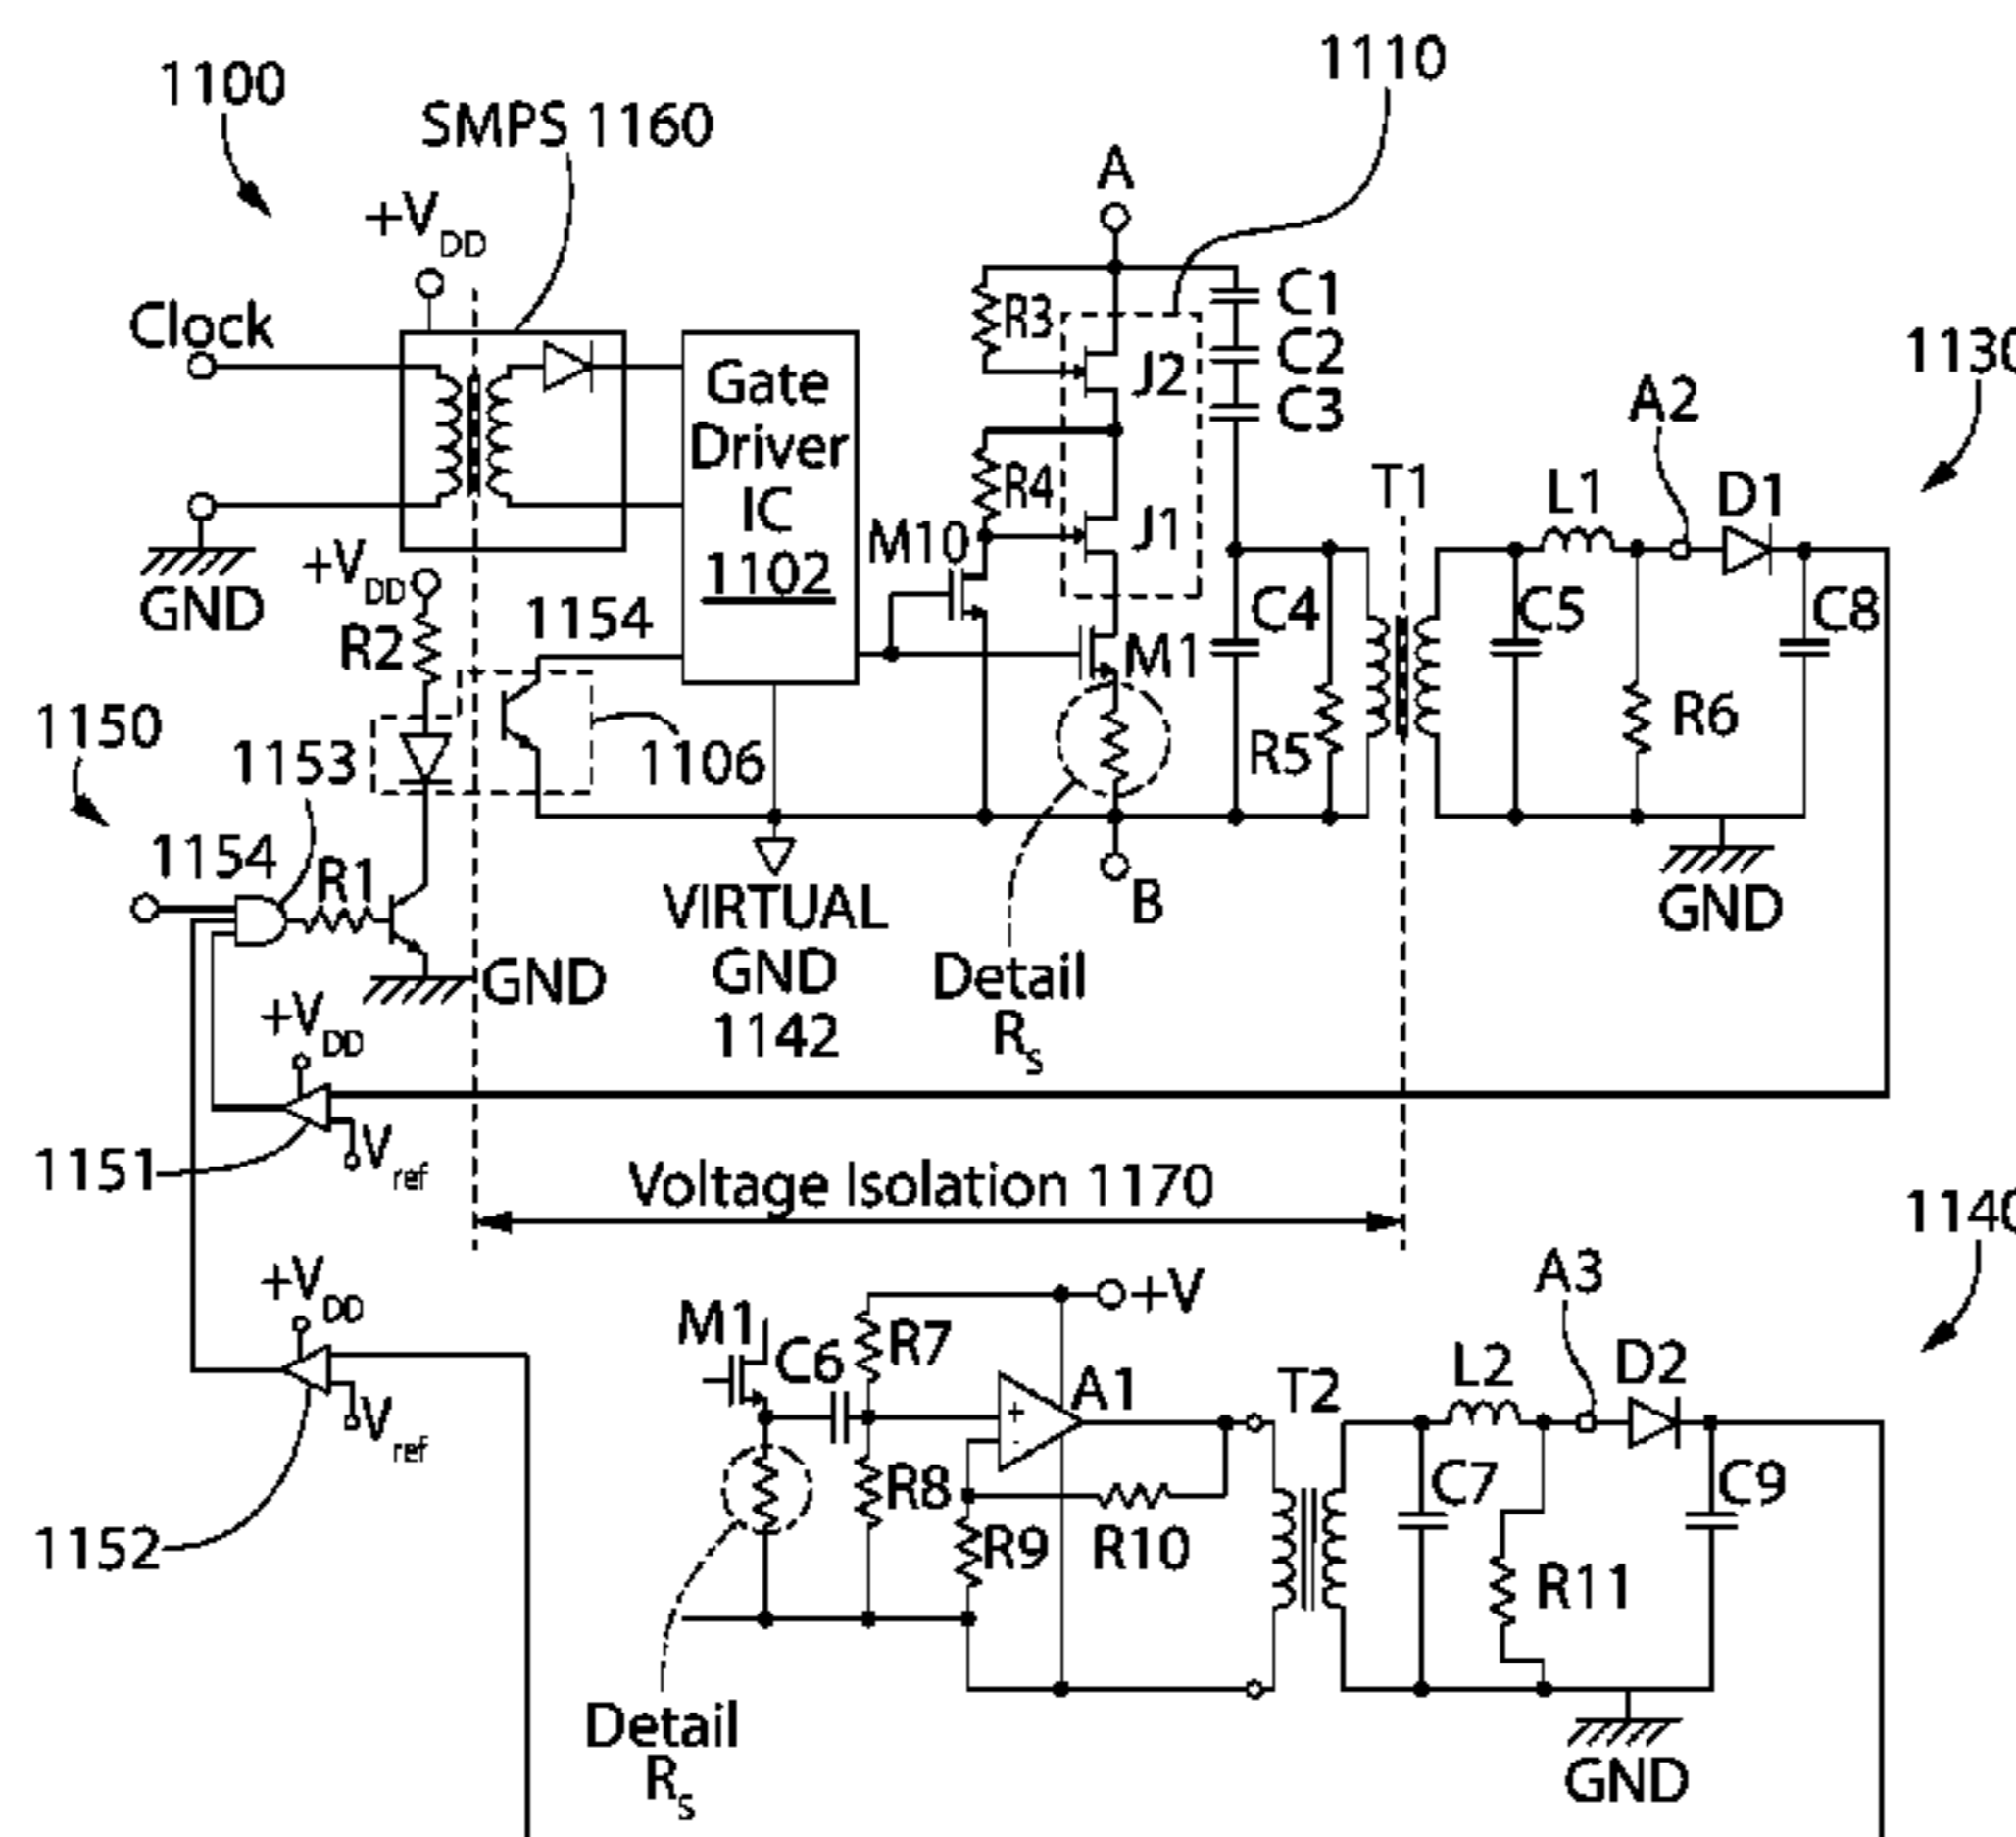 1100
SMPS 1160
1110
+VDD
A
Clock
R3
C1
C2
C3
J2
1130
Gate
Driver
IC
1102
A2
T1
L1
D1
R4
J1
M10
GND
+VDD
R2
1154
C4
C5
C8
M1
R5
R6
1150
1153
1106
1154
R1
VIRTUAL
GND
1142
B
GND
GND
Detail
RS
+VDD
1151
Vref
Voltage Isolation 1170
1140
+VDD
+V
A3
M1
C6
R7
A1
+
-
T2
L2
D2
Vref
R8
C7
C9
1152
R9
R10
R11
Detail
RS
GND